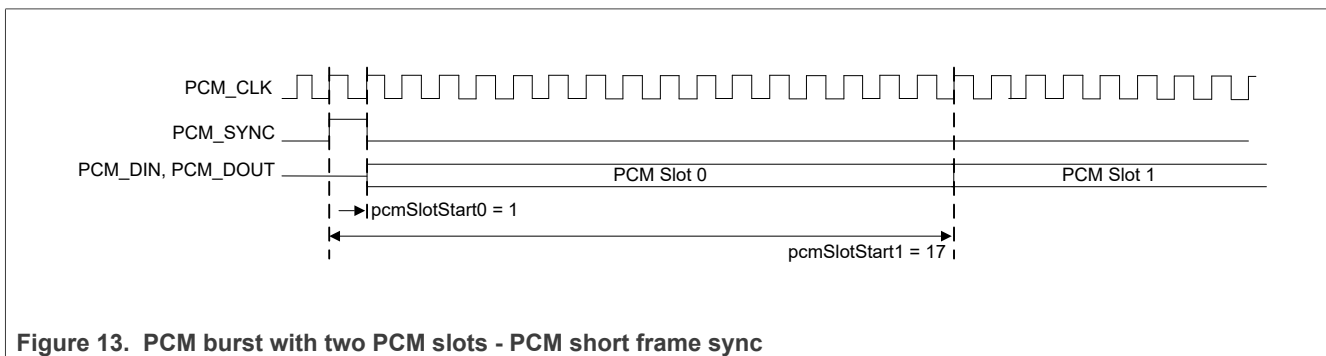 PCM_CLK
PCM_SYNC
PCM_DIN, PCM_DOUT
PCM Slot 0
PCM Slot 1
pcmSlotStart0 = 1
pcmSlotStart1 = 17
Figure 13. PCM burst with two PCM slots - PCM short frame sync